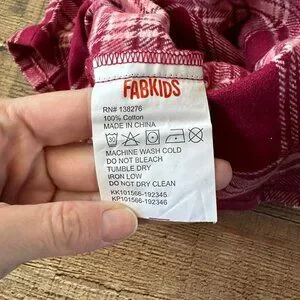 FABKIDS
RN# 138276
100% Cotton
MADE IN CHINA
MACHINE WASH COLD
DO NOT BLEACH
TUMBLE DRY
IRON LOW
DO NOT DRY CLEAN
KK101566-192345
KP101566-192346